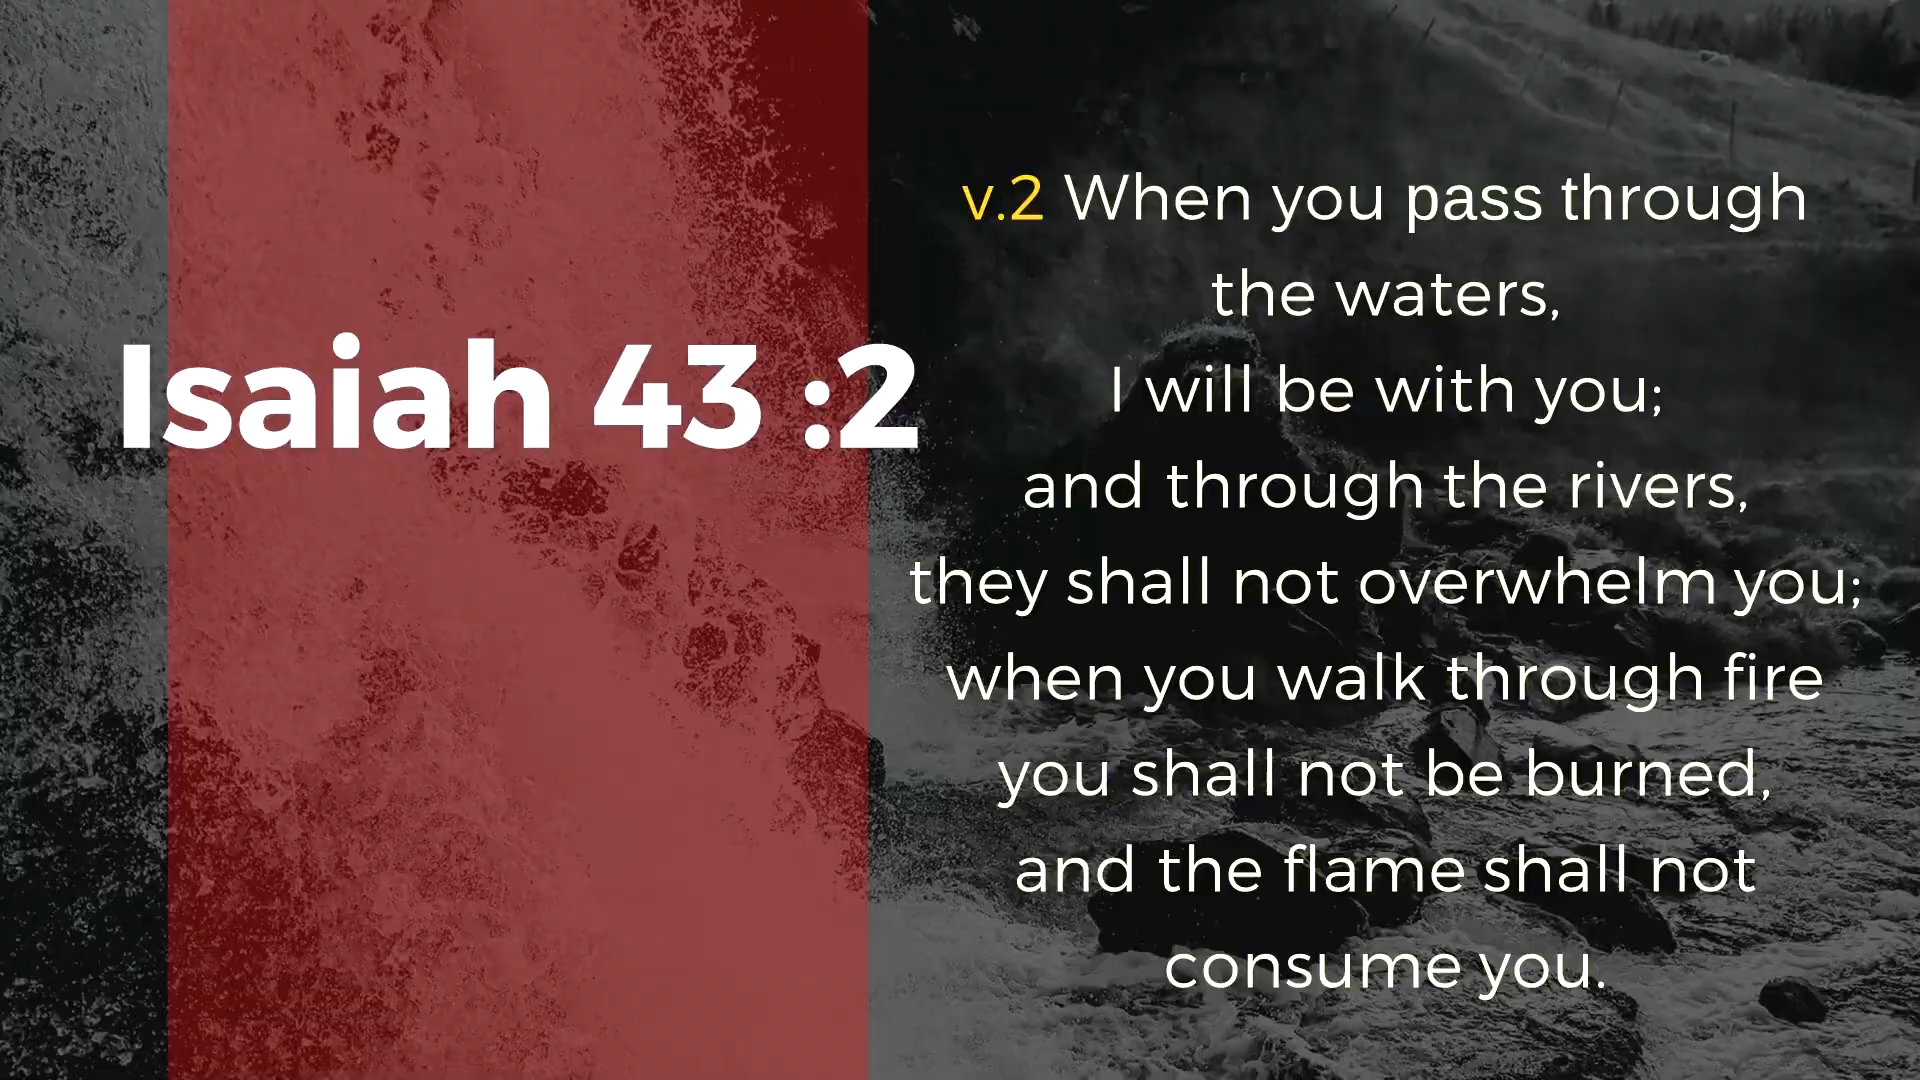 Isaiah 43 :2
v.2 When you pass through
the waters,
I will be with you;
and through the rivers,
they shall not overwhelm you;
when you walk through fire
you shall not be burned,
and the flame shall not
consume you.